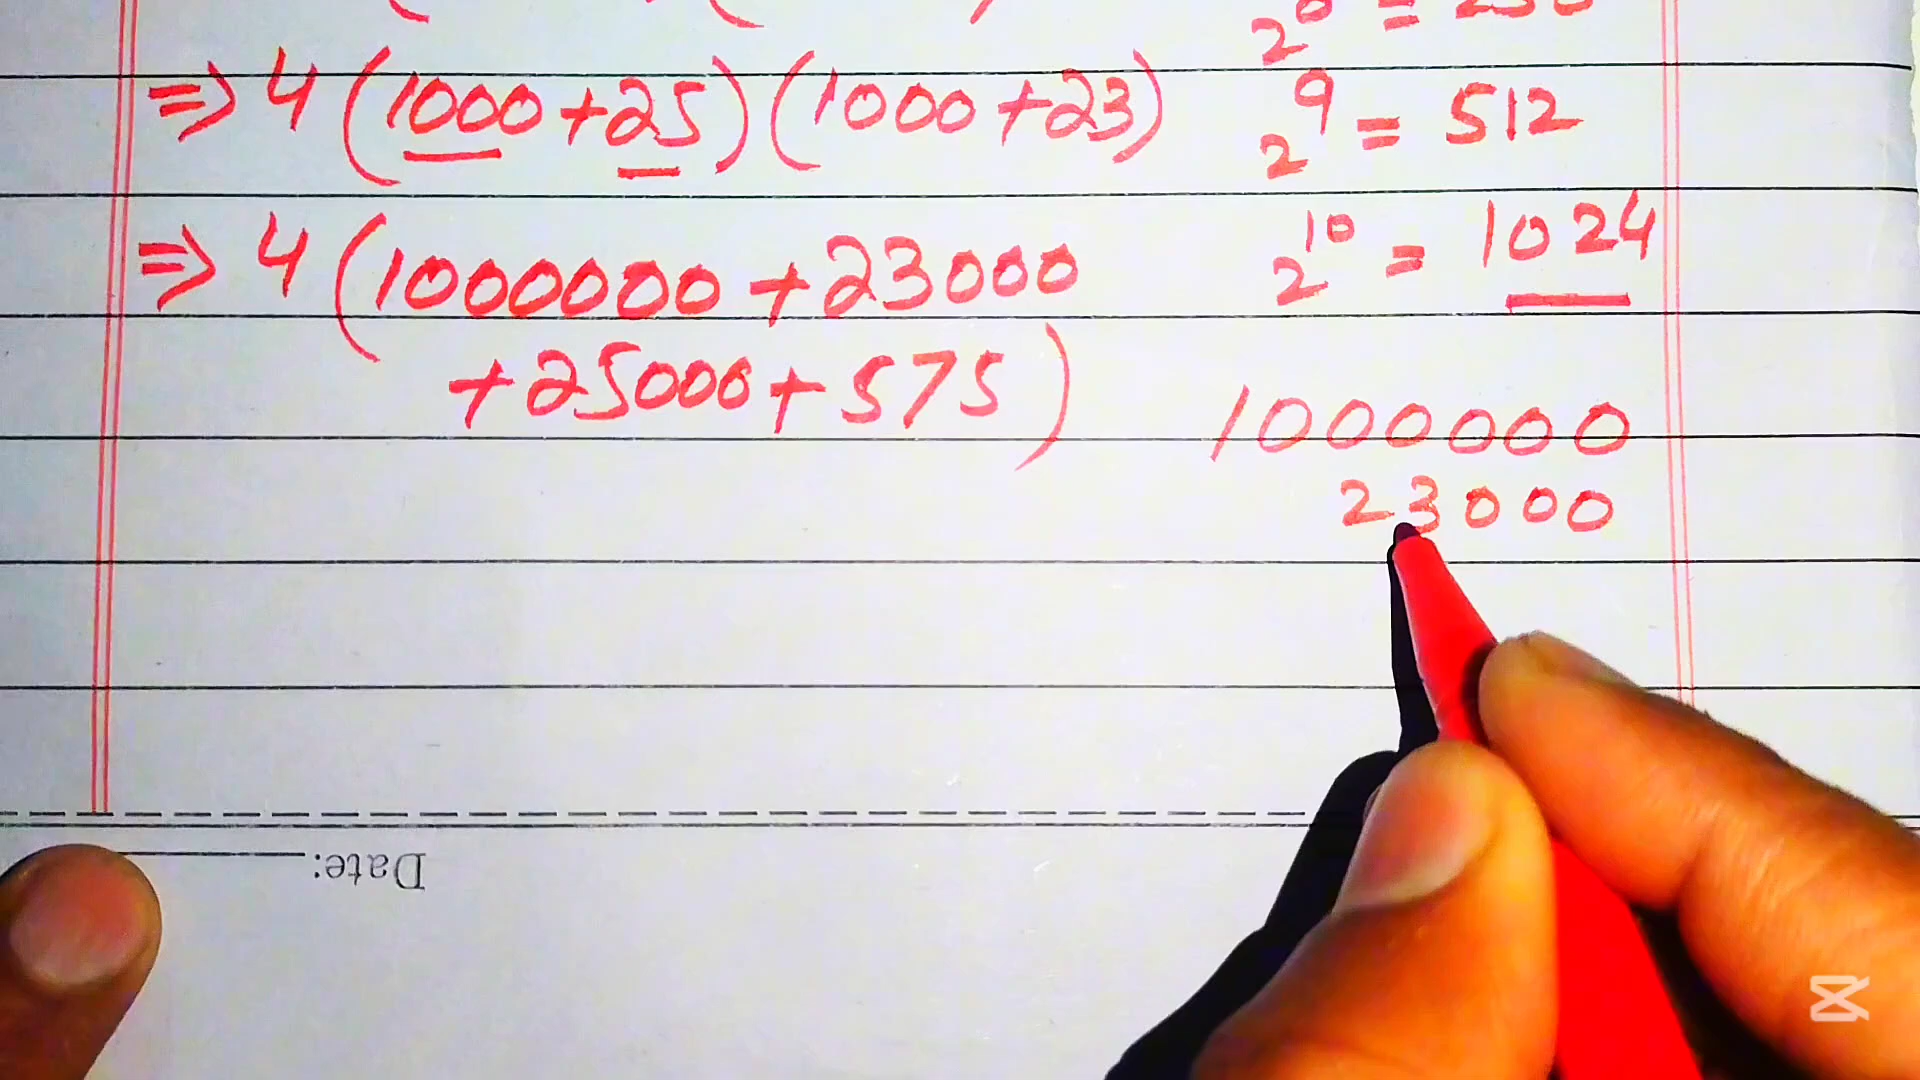 ⇒ 4(1000+25)(1000+23)
⇒ 4(1000000+23000
+25000+575)
2⁹ = 512
2¹⁰ = 1024
1000000
23000
Date: